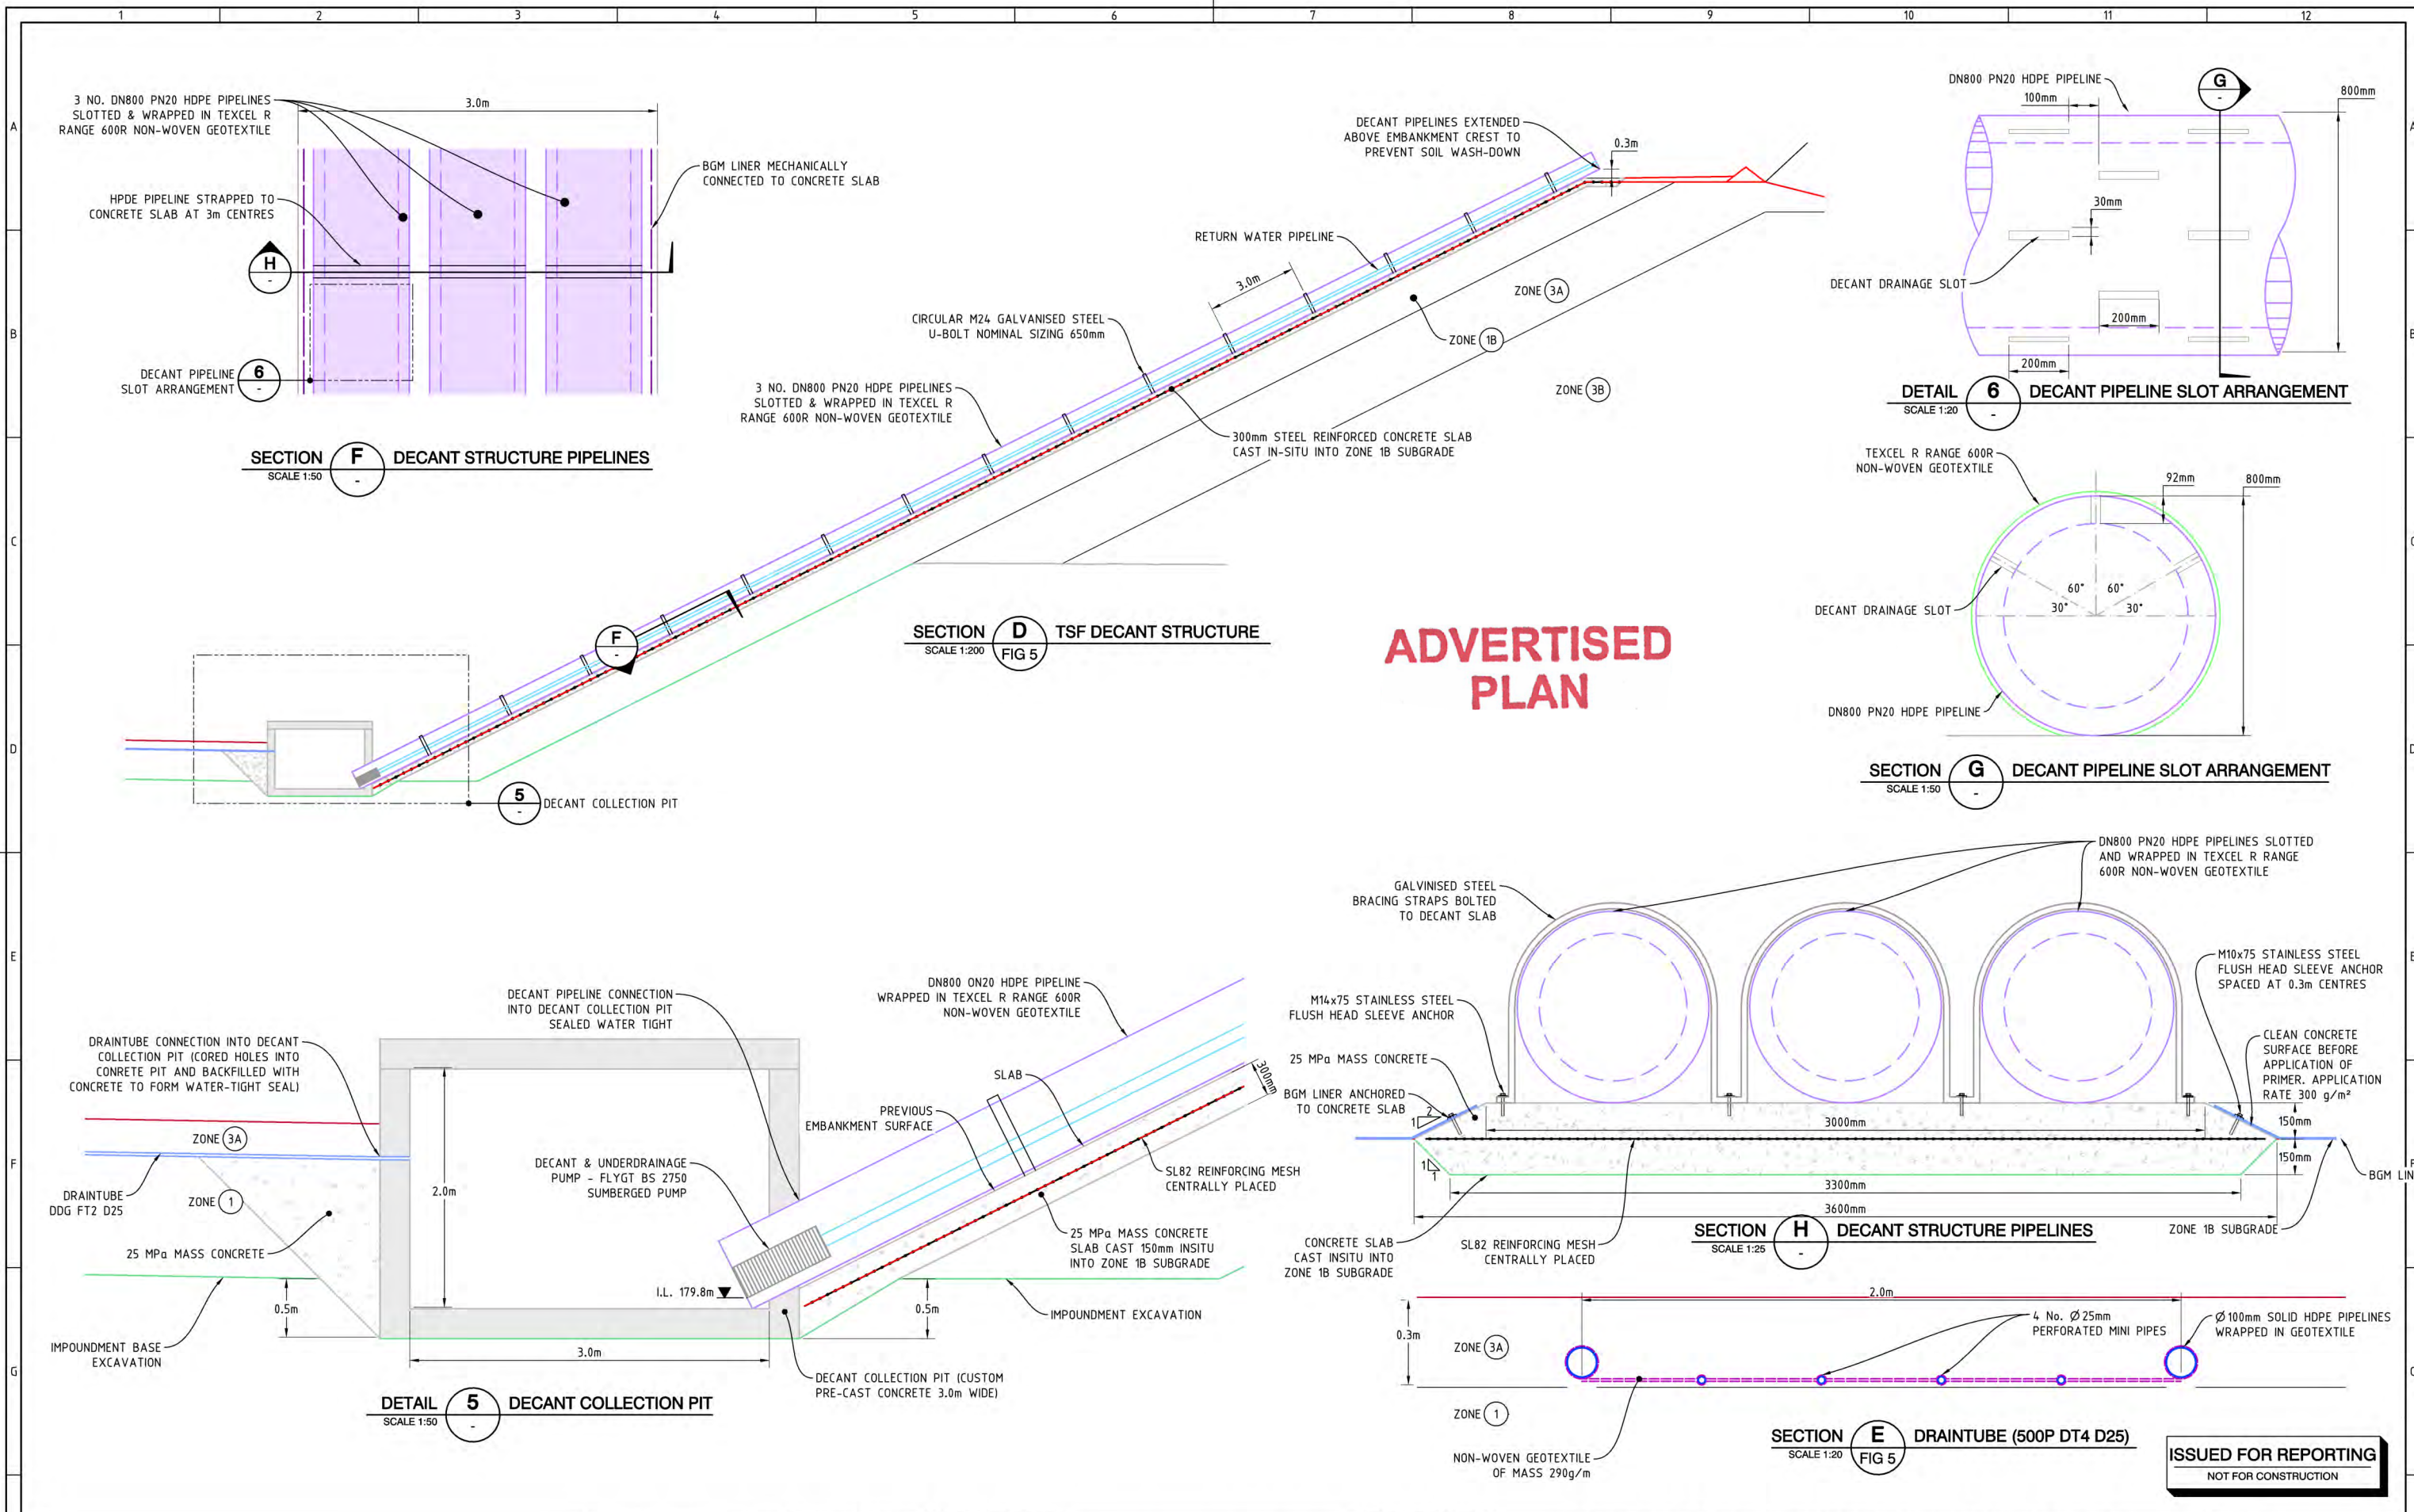 1 2 3 4 5 6 7 8 9 10 11 12
A
B
C
D
E
F
G
3 NO. DN800 PN20 HDPE PIPELINES
SLOTTED & WRAPPED IN TEXCEL R
RANGE 600R NON-WOVEN GEOTEXTILE
3.0m
BGM LINER MECHANICALLY
CONNECTED TO CONCRETE SLAB
HPDE PIPELINE STRAPPED TO
CONCRETE SLAB AT 3m CENTRES
H
-
DECANT PIPELINE
SLOT ARRANGEMENT
6
-
SECTION F DECANT STRUCTURE PIPELINES
SCALE 1:50 -
DECANT PIPELINES EXTENDED
ABOVE EMBANKMENT CREST TO
PREVENT SOIL WASH-DOWN
0.3m
RETURN WATER PIPELINE
3.0m
CIRCULAR M24 GALVANISED STEEL
U-BOLT NOMINAL SIZING 650mm
ZONE 3A
ZONE 1B
ZONE 3B
3 NO. DN800 PN20 HDPE PIPELINES
SLOTTED & WRAPPED IN TEXCEL R
RANGE 600R NON-WOVEN GEOTEXTILE
300mm STEEL REINFORCED CONCRETE SLAB
CAST IN-SITU INTO ZONE 1B SUBGRADE
F
-
5
-
DECANT COLLECTION PIT
SECTION D TSF DECANT STRUCTURE
SCALE 1:200 FIG 5
ADVERTISED
PLAN
DN800 PN20 HDPE PIPELINE
G
-
100mm
800mm
30mm
DECANT DRAINAGE SLOT
200mm
200mm
DETAIL 6 DECANT PIPELINE SLOT ARRANGEMENT
SCALE 1:20 -
TEXCEL R RANGE 600R
NON-WOVEN GEOTEXTILE
92mm
800mm
60° 60°
30° 30°
DECANT DRAINAGE SLOT
DN800 PN20 HDPE PIPELINE
SECTION G DECANT PIPELINE SLOT ARRANGEMENT
SCALE 1:50 -
DECANT PIPELINE CONNECTION
INTO DECANT COLLECTION PIT
SEALED WATER TIGHT
DN800 ON20 HDPE PIPELINE
WRAPPED IN TEXCEL R RANGE 600R
NON-WOVEN GEOTEXTILE
DRAINTUBE CONNECTION INTO DECANT
COLLECTION PIT (CORED HOLES INTO
CONRETE PIT AND BACKFILLED WITH
CONCRETE TO FORM WATER-TIGHT SEAL)
SLAB
300mm
PREVIOUS
EMBANKMENT SURFACE
ZONE 3A
DECANT & UNDERDRAINAGE
PUMP - FLYGT BS 2750
SUMBERGED PUMP
SL82 REINFORCING MESH
CENTRALLY PLACED
2.0m
DRAINTUBE
DDG FT2 D25
ZONE 1
25 MPa MASS CONCRETE
25 MPa MASS CONCRETE
SLAB CAST 150mm INSITU
INTO ZONE 1B SUBGRADE
I.L. 179.8m
0.5m
0.5m
IMPOUNDMENT EXCAVATION
IMPOUNDMENT BASE
EXCAVATION
3.0m
DECANT COLLECTION PIT (CUSTOM
PRE-CAST CONCRETE 3.0m WIDE)
DETAIL 5 DECANT COLLECTION PIT
SCALE 1:50 -
DN800 PN20 HDPE PIPELINES SLOTTED
AND WRAPPED IN TEXCEL R RANGE
600R NON-WOVEN GEOTEXTILE
GALVINISED STEEL
BRACING STRAPS BOLTED
TO DECANT SLAB
M10x75 STAINLESS STEEL
FLUSH HEAD SLEEVE ANCHOR
SPACED AT 0.3m CENTRES
M14x75 STAINLESS STEEL
FLUSH HEAD SLEEVE ANCHOR
25 MPa MASS CONCRETE
CLEAN CONCRETE
SURFACE BEFORE
APPLICATION OF
PRIMER. APPLICATION
RATE 300 g/m²
BGM LINER ANCHORED
TO CONCRETE SLAB
2
1
3000mm
150mm
150mm
1
1
BGM LIN
3300mm
3600mm
CONCRETE SLAB
CAST INSITU INTO
ZONE 1B SUBGRADE
SL82 REINFORCING MESH
CENTRALLY PLACED
ZONE 1B SUBGRADE
SECTION H DECANT STRUCTURE PIPELINES
SCALE 1:25 -
2.0m
0.3m
ZONE 3A
4 No. Ø25mm
PERFORATED MINI PIPES
Ø100mm SOLID HDPE PIPELINES
WRAPPED IN GEOTEXTILE
ZONE 1
NON-WOVEN GEOTEXTILE
OF MASS 290g/m
SECTION E DRAINTUBE (500P DT4 D25)
SCALE 1:20 FIG 5
ISSUED FOR REPORTING
NOT FOR CONSTRUCTION